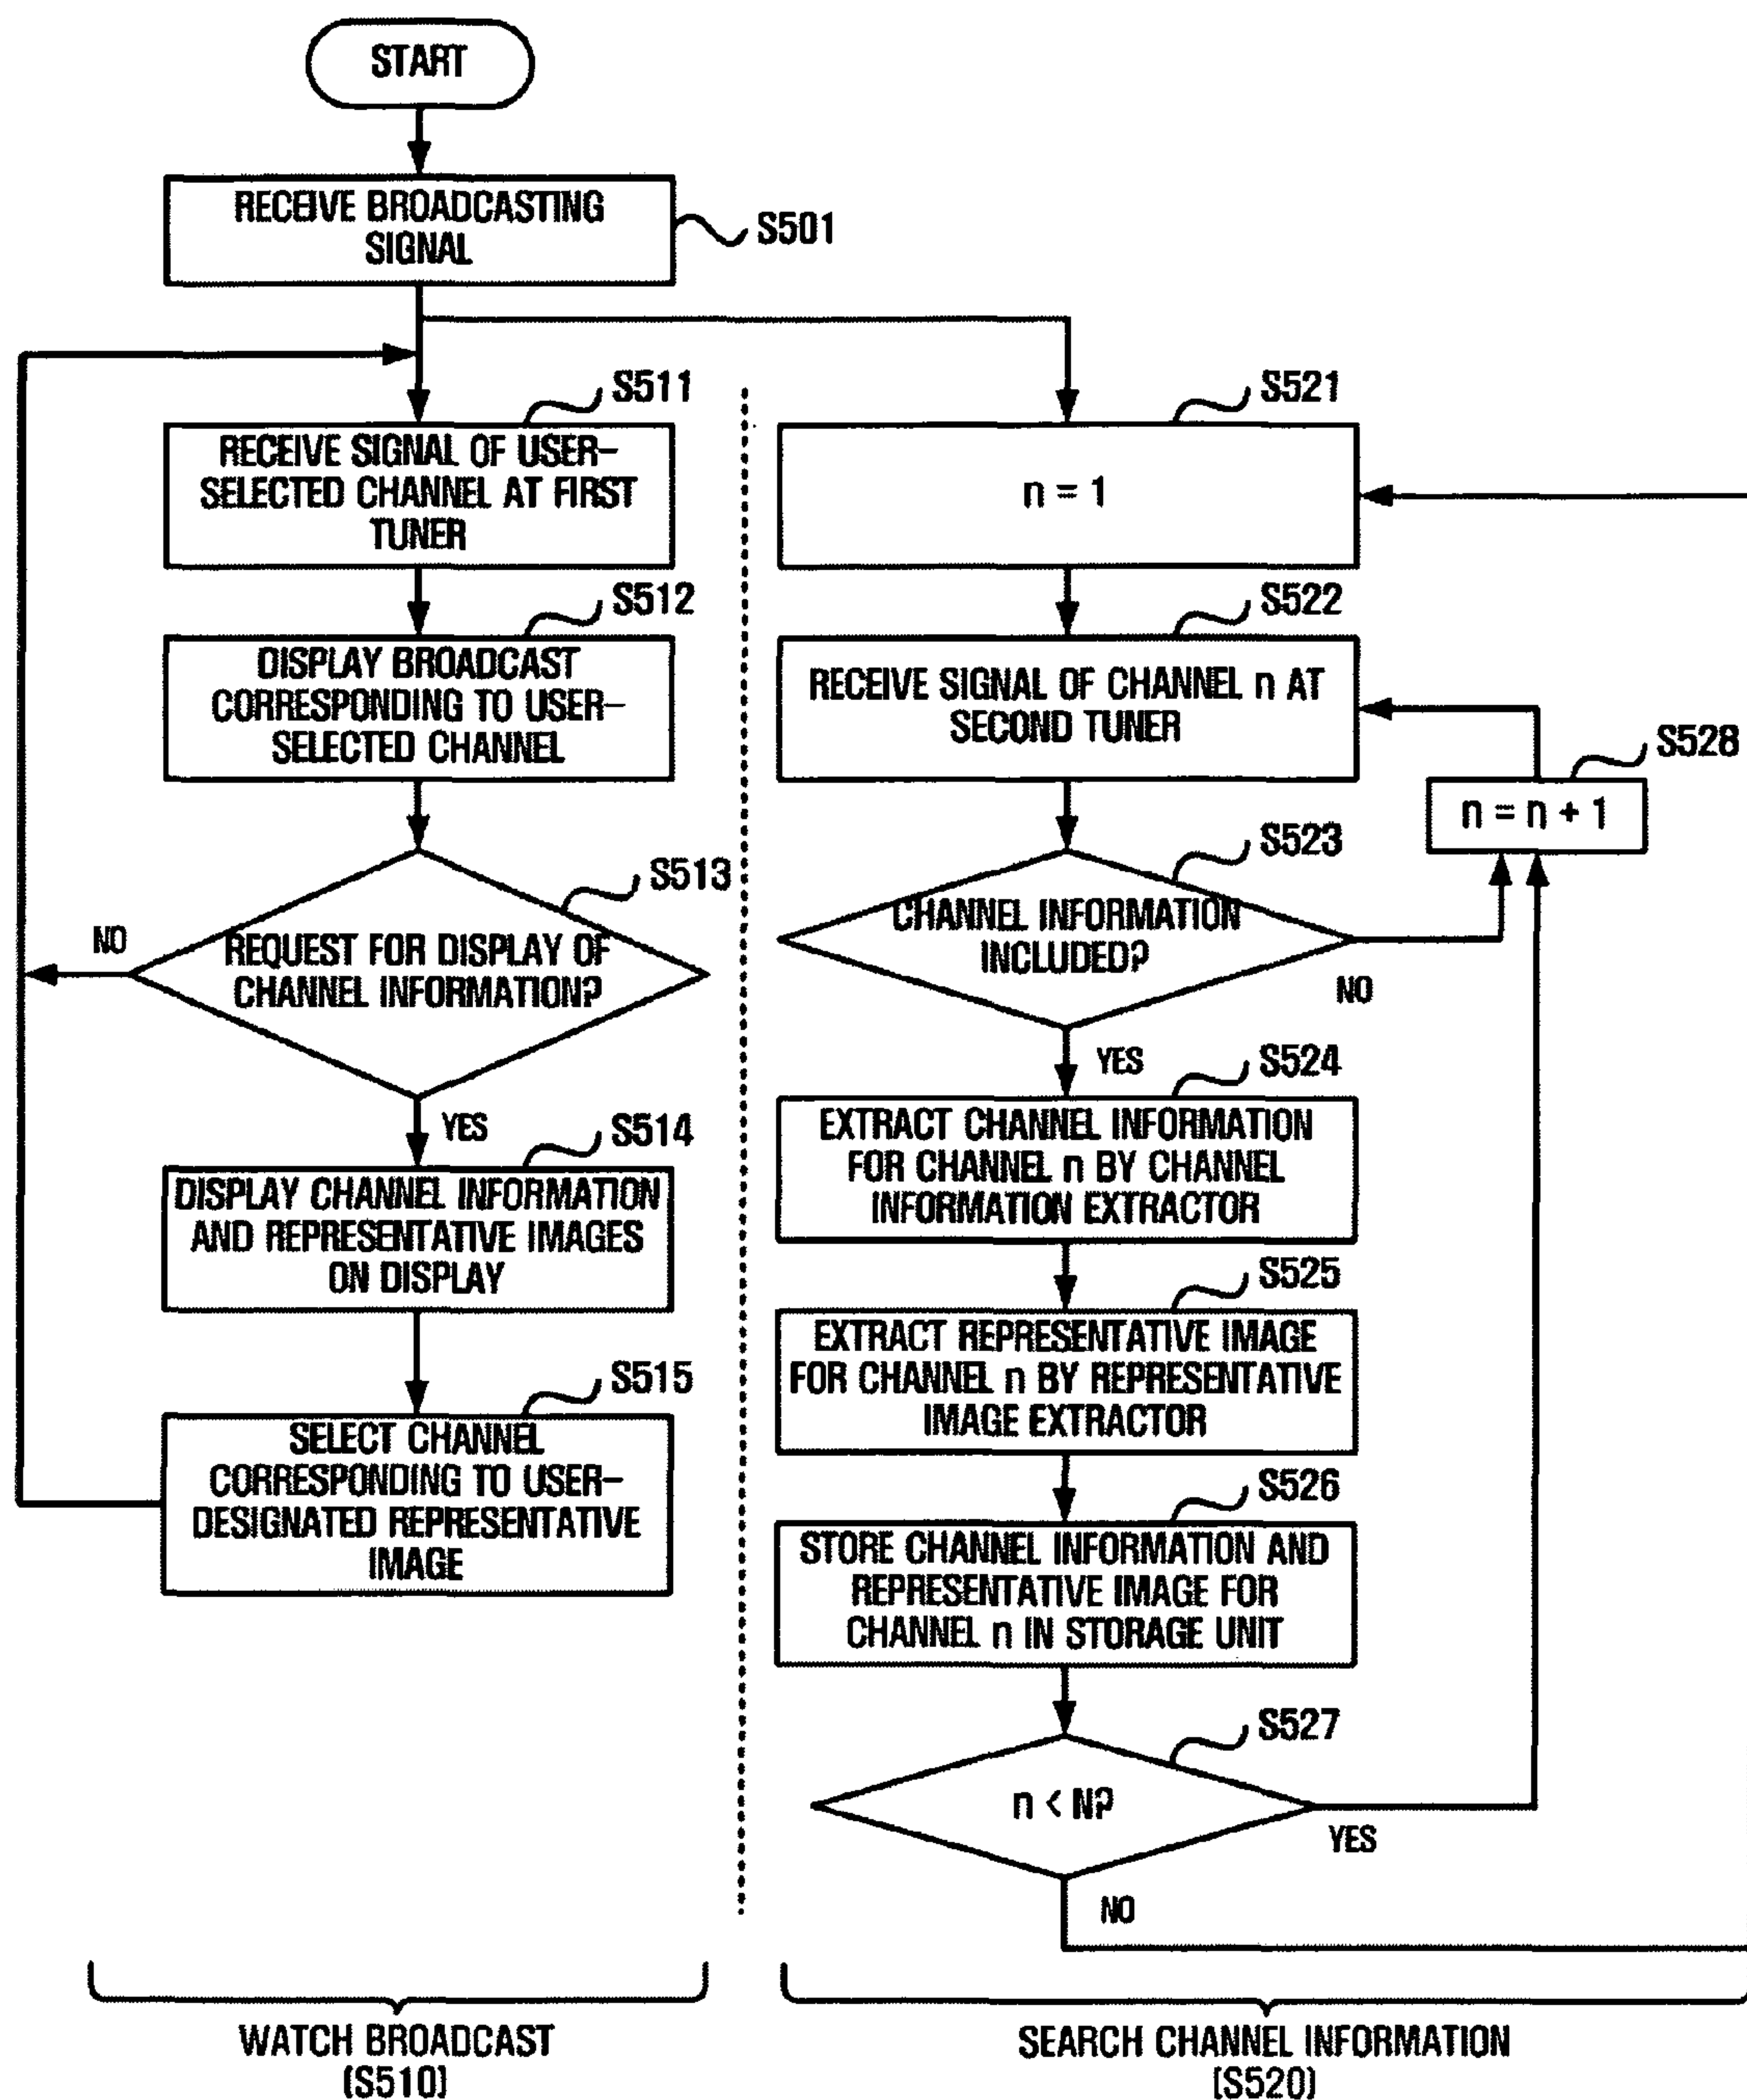 START
RECEIVE BROADCASTING
SIGNAL
S501
S511
RECEIVE SIGNAL OF USER-
SELECTED CHANNEL AT FIRST
TUNER
S512
DISPLAY BROADCAST
CORRESPONDING TO USER-
SELECTED CHANNEL
S513
NO
REQUEST FOR DISPLAY OF
CHANNEL INFORMATION?
YES
S514
DISPLAY CHANNEL INFORMATION
AND REPRESENTATIVE IMAGES
ON DISPLAY
S515
SELECT CHANNEL
CORRESPONDING TO USER-
DESIGNATED REPRESENTATIVE
IMAGE
WATCH BROADCAST
(S510)
S521
n = 1
S522
RECEIVE SIGNAL OF CHANNEL n AT
SECOND TUNER
S528
n = n + 1
S523
CHANNEL INFORMATION
INCLUDED?
NO
YES
S524
EXTRACT CHANNEL INFORMATION
FOR CHANNEL n BY CHANNEL
INFORMATION EXTRACTOR
S525
EXTRACT REPRESENTATIVE IMAGE
FOR CHANNEL n BY REPRESENTATIVE
IMAGE EXTRACTOR
S526
STORE CHANNEL INFORMATION AND
REPRESENTATIVE IMAGE FOR
CHANNEL n IN STORAGE UNIT
S527
n < N?
YES
NO
SEARCH CHANNEL INFORMATION
(S520)